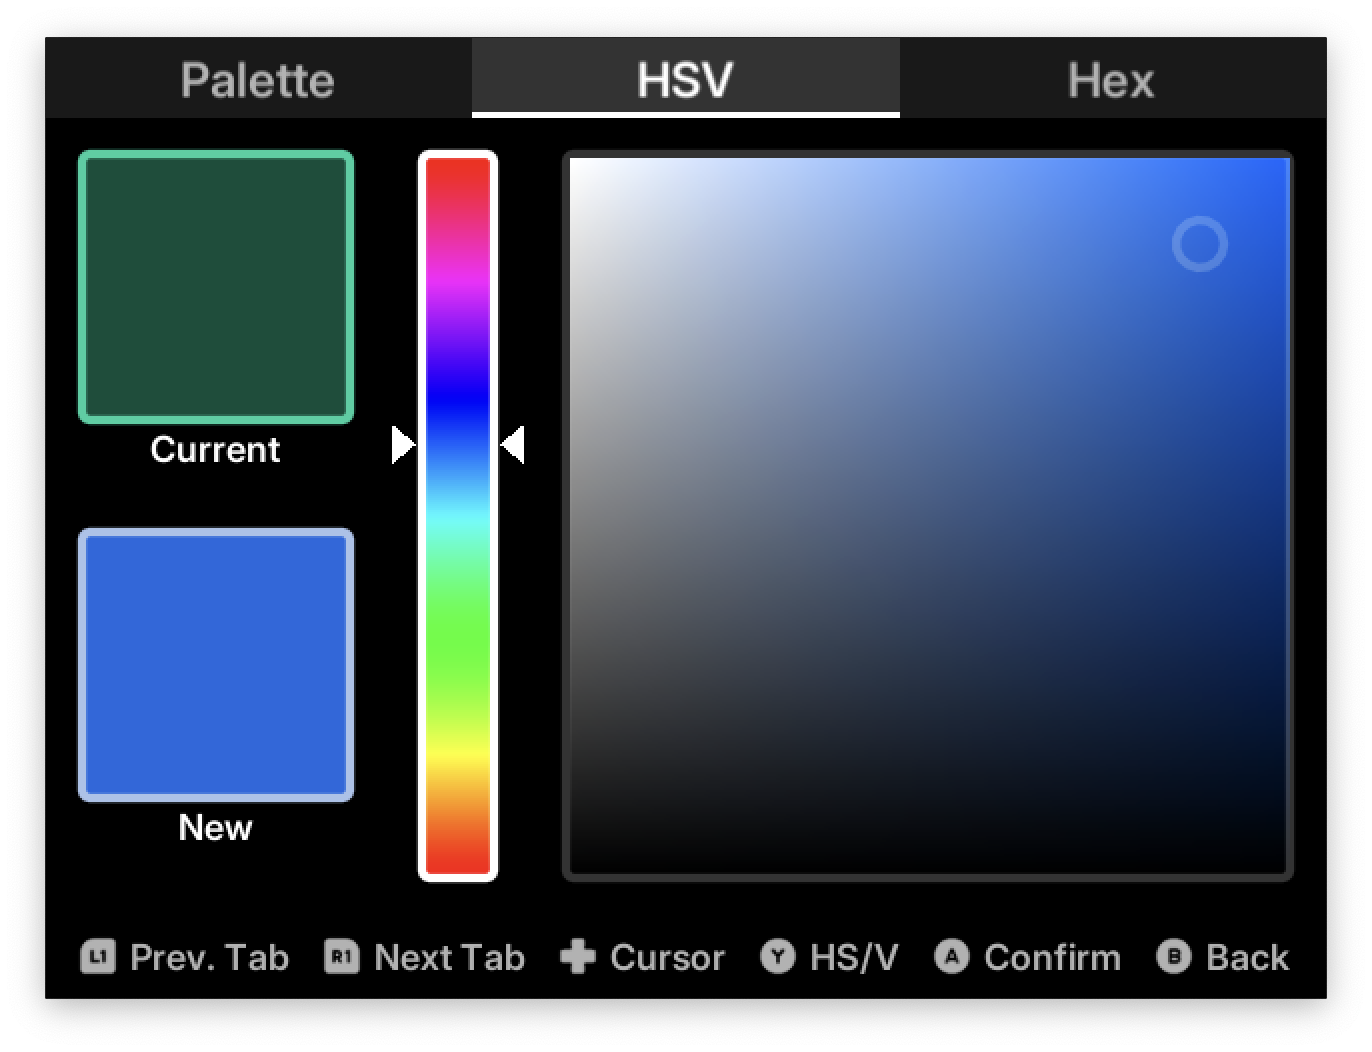 Palette HSV Hex
Current
New
L1 Prev. Tab R1 Next Tab Cursor Y HS/V A Confirm B Back